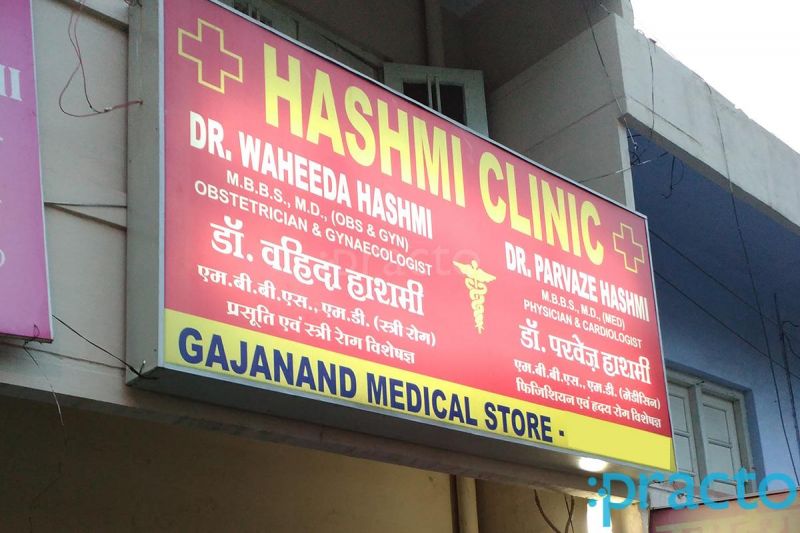 HASHMI CLINIC
DR. WAHEEDA HASHMI
M.B.B.S., M.D., (OBS & GYN)
OBSTETRICIAN & GYNAECOLOGIST
डॉ. वहिदा हाशमी
एम.बी.बी.एस., एम.डी. (स्त्री रोग)
प्रसूति एवं स्त्री रोग विशेषज्ञ
DR. PARVAZE HASHMI
M.B.B.S., M.D., (MED)
PHYSICIAN & CARDIOLOGIST
डॉ. परवेज़ हाशमी
एम.बी.बी.एस., एम.डी. (मेडीसिन)
फिजिशियन एवं हृदय रोग विशेषज्ञ
GAJANAND MEDICAL STORE -
:practo
:practo